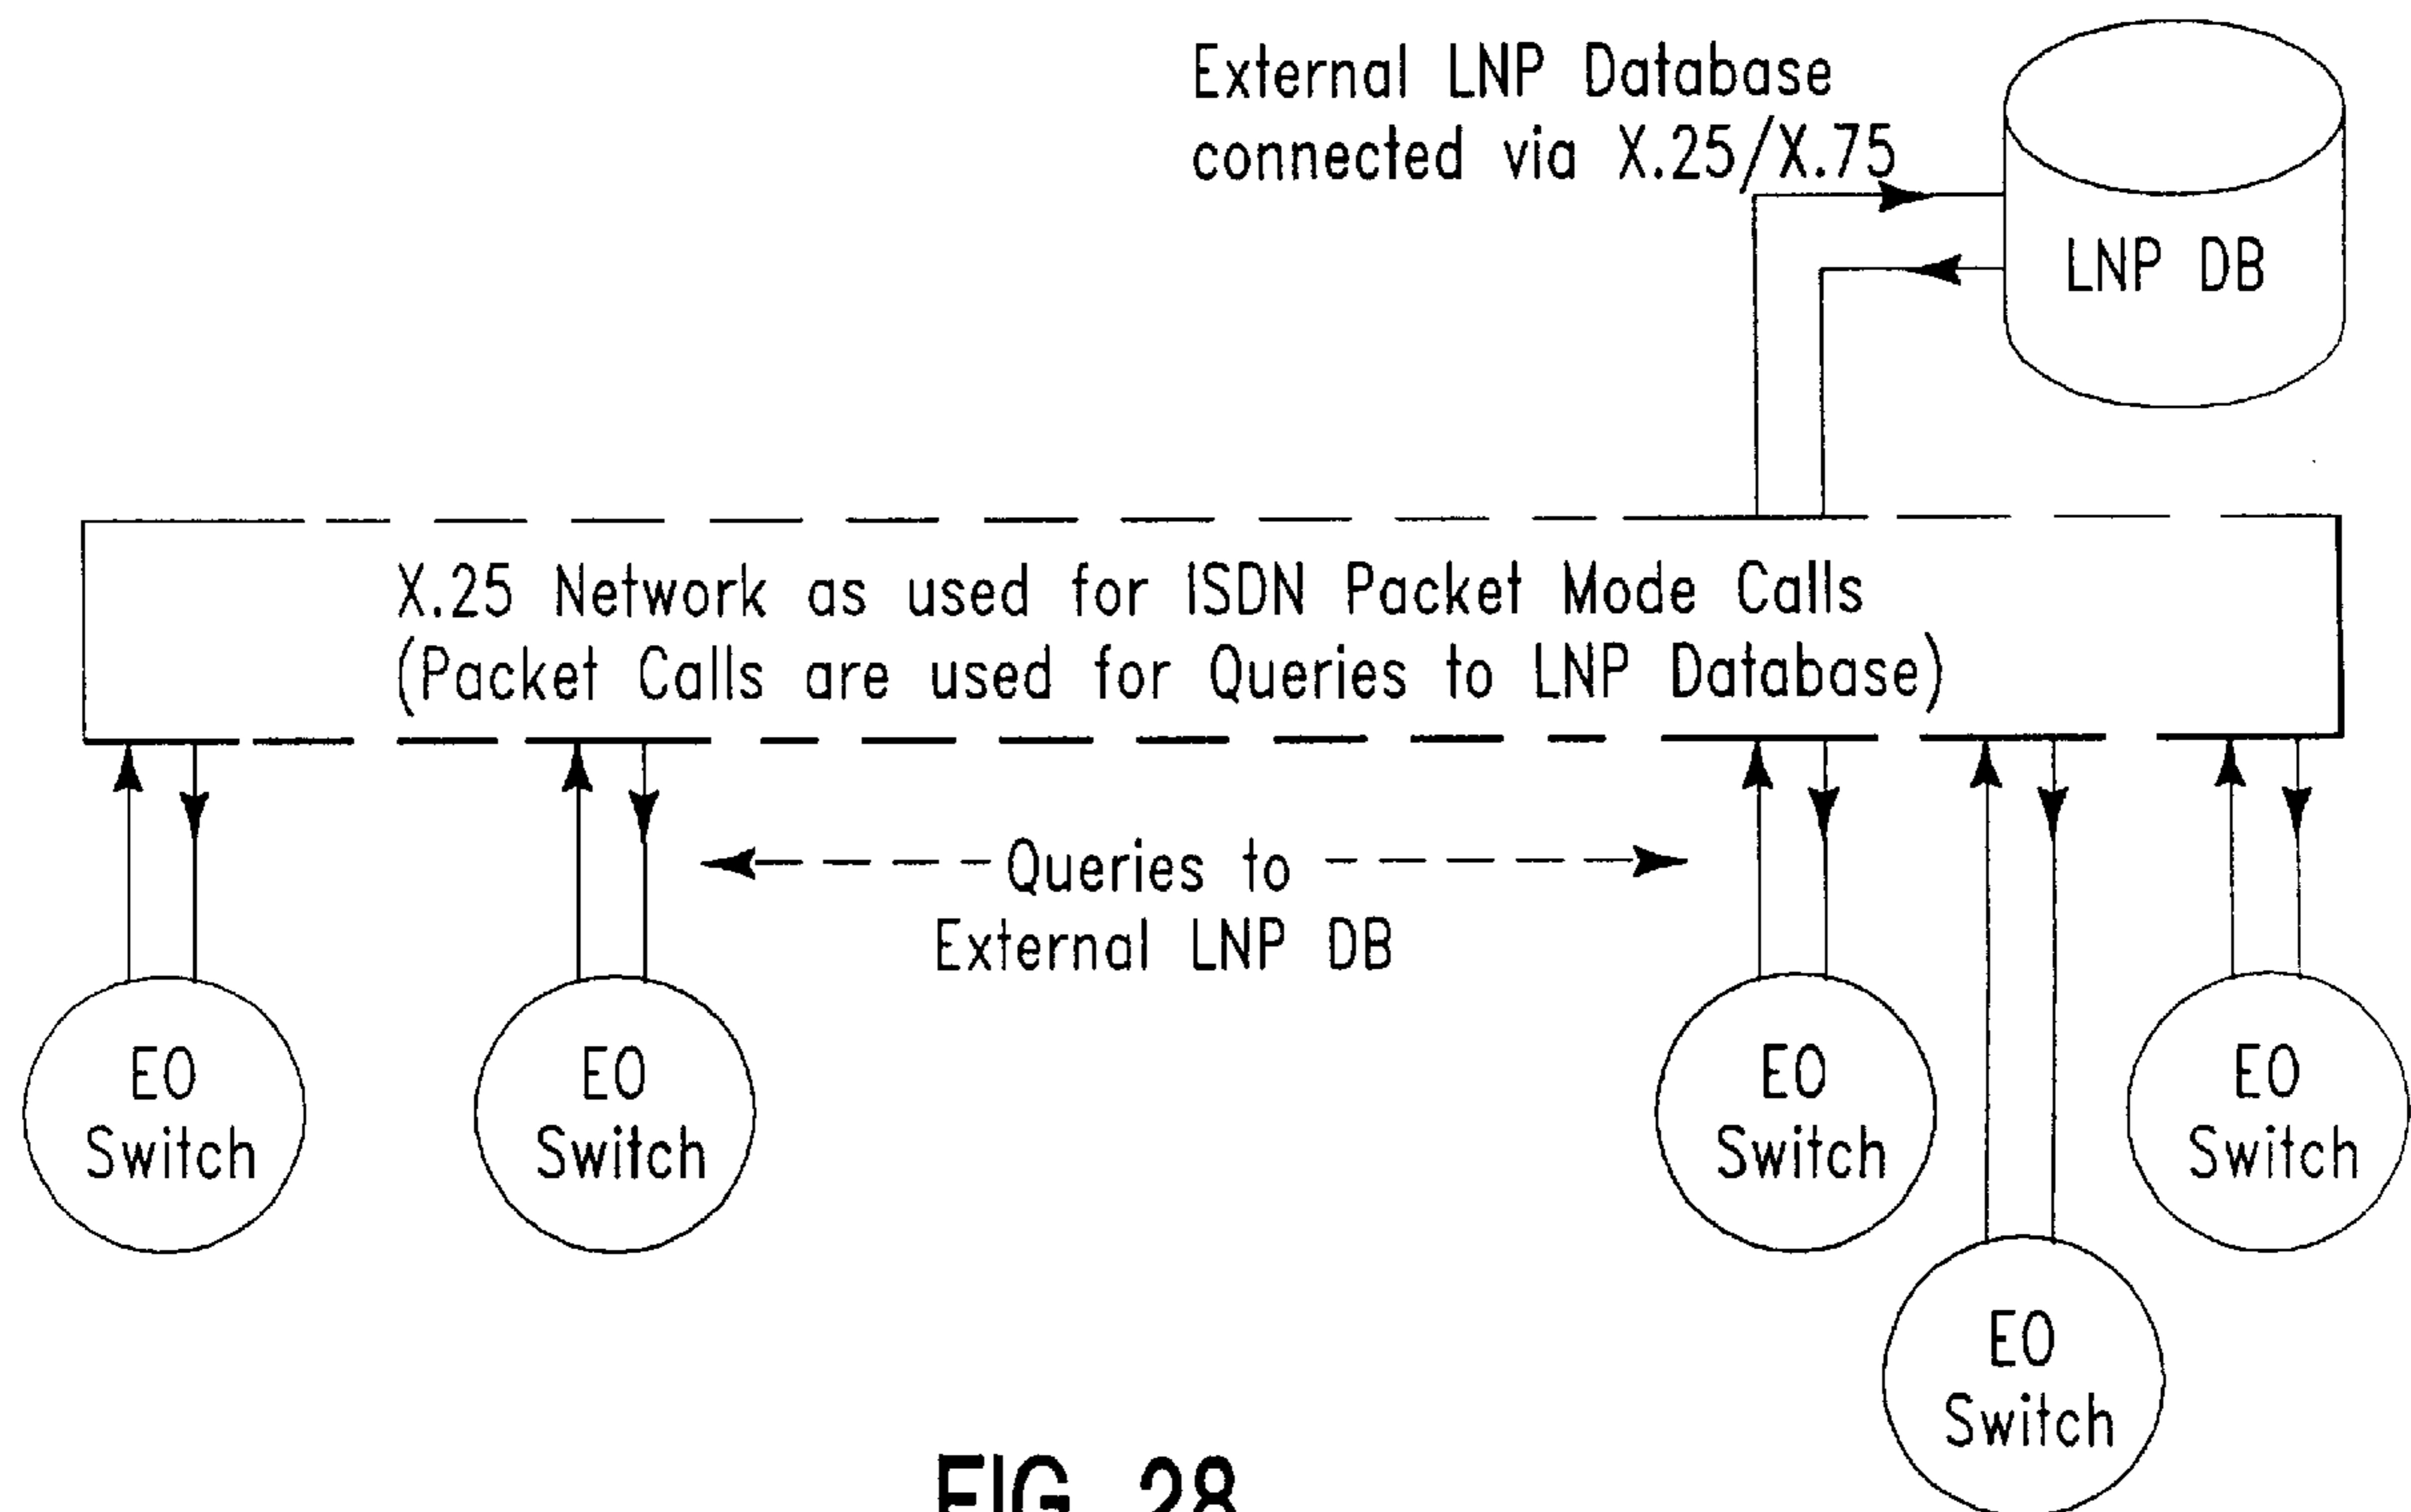 External LNP Database
connected via X.25/X.75
LNP DB
X.25 Network as used for ISDN Packet Mode Calls
(Packet Calls are used for Queries to LNP Database)
Queries to
External LNP DB
EO
Switch
EO
Switch
EO
Switch
EO
Switch
EO
Switch
FIG. 28